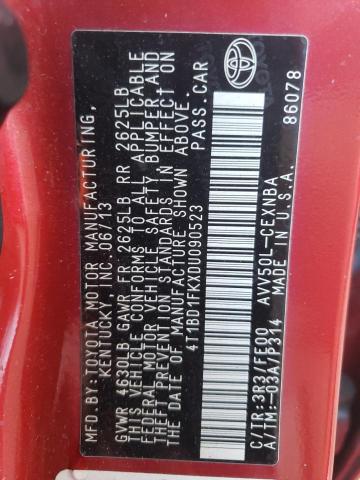 MFD. BY: TOYOTA MOTOR MANUFACTURING,
KENTUCKY, INC. 06/13
GVWR 4630LB GAWR FR 2625LB RR 2625LB
THIS VEHICLE CONFORMS TO ALL APPLICABLE
FEDERAL MOTOR VEHICLE SAFETY, BUMPER AND
THEFT PREVENTION STANDARDS IN EFFECT ON
THE DATE OF MANUFACTURE SHOWN ABOVE.
4T1BD1FKXDU090523 PASS.CAR
C/TR: 3R3/FE00 AVV50L-CEXNBA
A/TM: -03A/P314 MADE IN U.S.A. 86078
TOYOTA